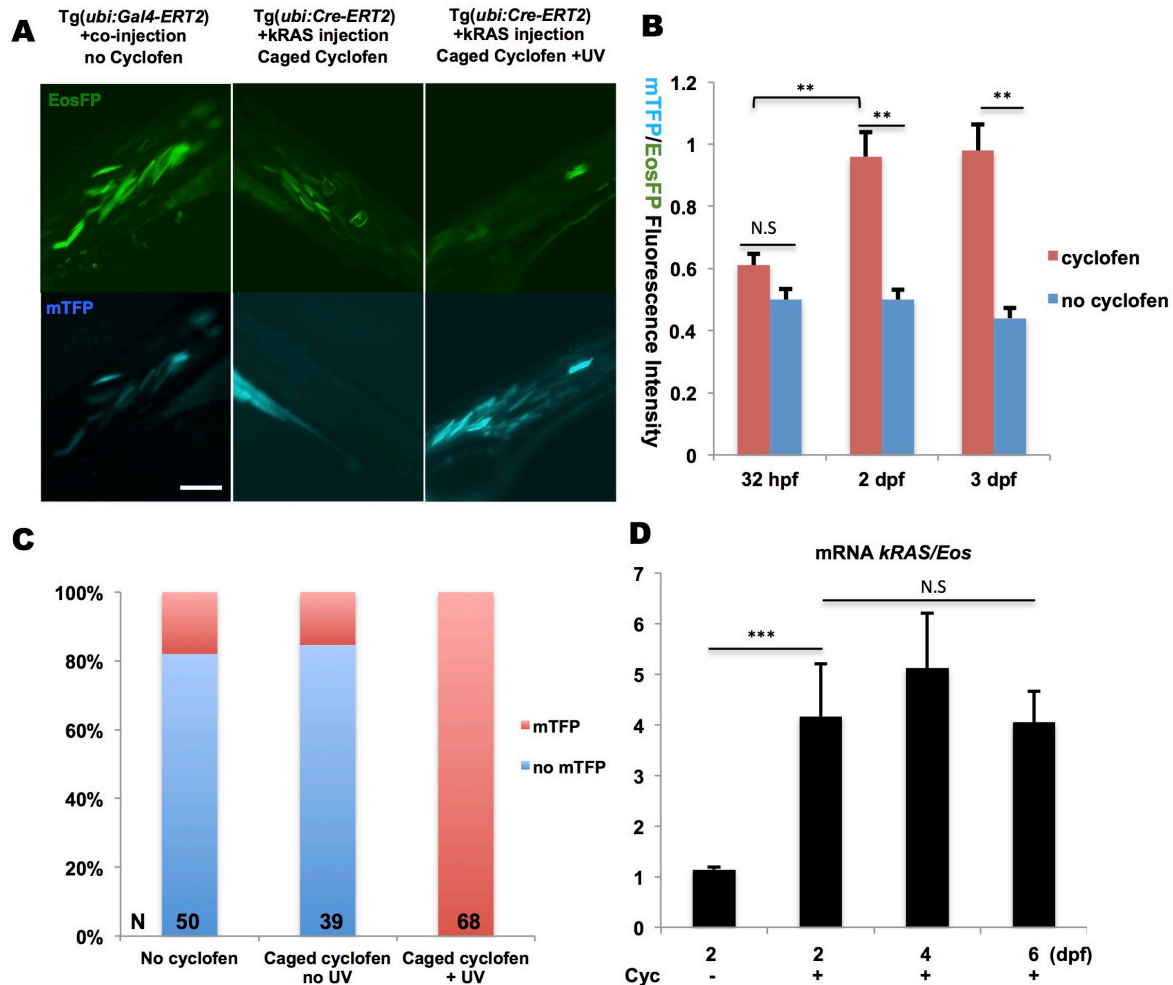 A
Tg(ubi:Gal4-ERT2)
+co-injection
no Cyclofen
Tg(ubi:Cre-ERT2)
+kRAS injection
Caged Cyclofen
Tg(ubi:Cre-ERT2)
+kRAS injection
Caged Cyclofen +UV
EosFP
mTFP
B
mTFP/EosFP Fluorescence Intensity
1.2
1
0.8
0.6
0.4
0.2
0
N.S
**
**
**
32 hpf
2 dpf
3 dpf
cyclofen
no cyclofen
C
100%
80%
60%
40%
20%
0%
N
50
39
68
No cyclofen
Caged cyclofen
no UV
Caged cyclofen
+ UV
mTFP
no mTFP
D
mRNA kRAS/Eos
7
6
5
4
3
2
1
0
***
N.S
2 2 4 6 (dpf)
Cyc - + + +